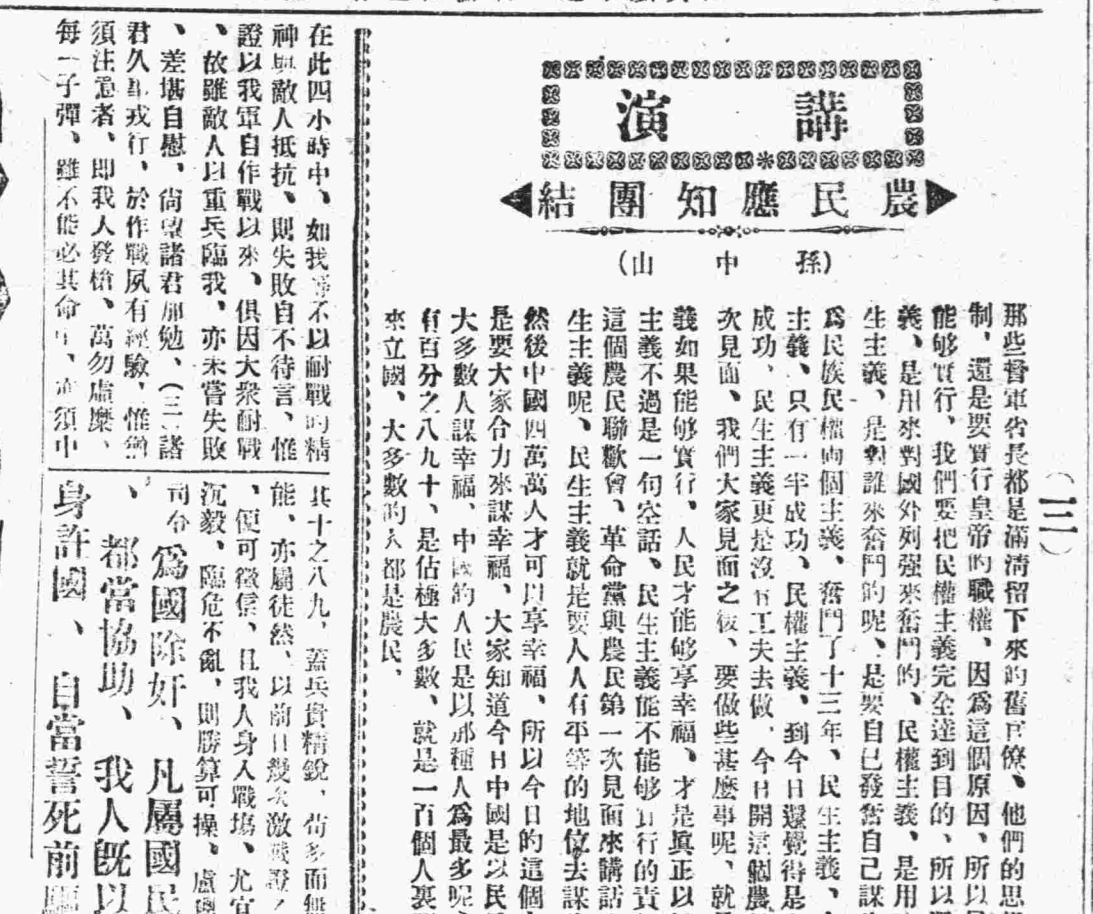 講演
農民應知團結
(孫中山)
(三)
那些督軍省長都是滿淸留下來的舊官僚、他們的思
制、還是要實行皇帝的職權、因爲這個原因、所以
能够實行、我們要把民權主義完全達到目的、所以
義、是用來對國外列强來奮鬥的、民權主義、是用
生主義、是對誰來奮鬥的呢、是要自已發奮自己謀
爲民族民權兩個主義、奮鬥了十三年、民生主義、
主義、只有一半成功、民權主義、到今日還覺得是
成功、民生主義更是沒有工夫去做、今日開這個農
次見面、我們大家見面之後、要做些甚麼事呢、就
義如果能够實行、人民才能够享幸福、才是眞正以
主義不過是一句空話、民生主義能不能够實行的責
這個農民聯歡會、革命黨與農民第一次見面來講話
生主義呢、民生主義就是要人人有平等的地位去謀
然後中國四萬萬人才可以享幸福、所以今日的這個
是要大家合力來謀幸福、大家知道今日中國是以民
大多數人謀幸福、中國的人民是以那種人爲最多呢
有百分之八九十、是佔極大多數、就是一百個人裏
來立國、大多數的人都是農民、
在此四小時中、如我等不以耐戰的精
神與敵人抵抗、則失敗自不待言、惟
證以我軍自作戰以來、俱因大衆耐戰
、故雖敵人以重兵臨我、亦未嘗失敗
、差堪自慰、尙望諸君加勉、(三)諸
君久事戎行、於作戰夙有經驗、惟
須注意者、即我人發槍、萬勿虛糜、
每一子彈、雖不能必其命中、亦須中
其十之八九、蓋兵貴精銳、苟多而無
能、亦屬徒然、以前日幾次激戰證之
、便可徵信、且我人身入戰塲、尤宜
沉毅、臨危不亂、則勝算可操、
司令
爲國除奸、凡屬國民
、都當協助、我人旣以
身許國、自當誓死前驅